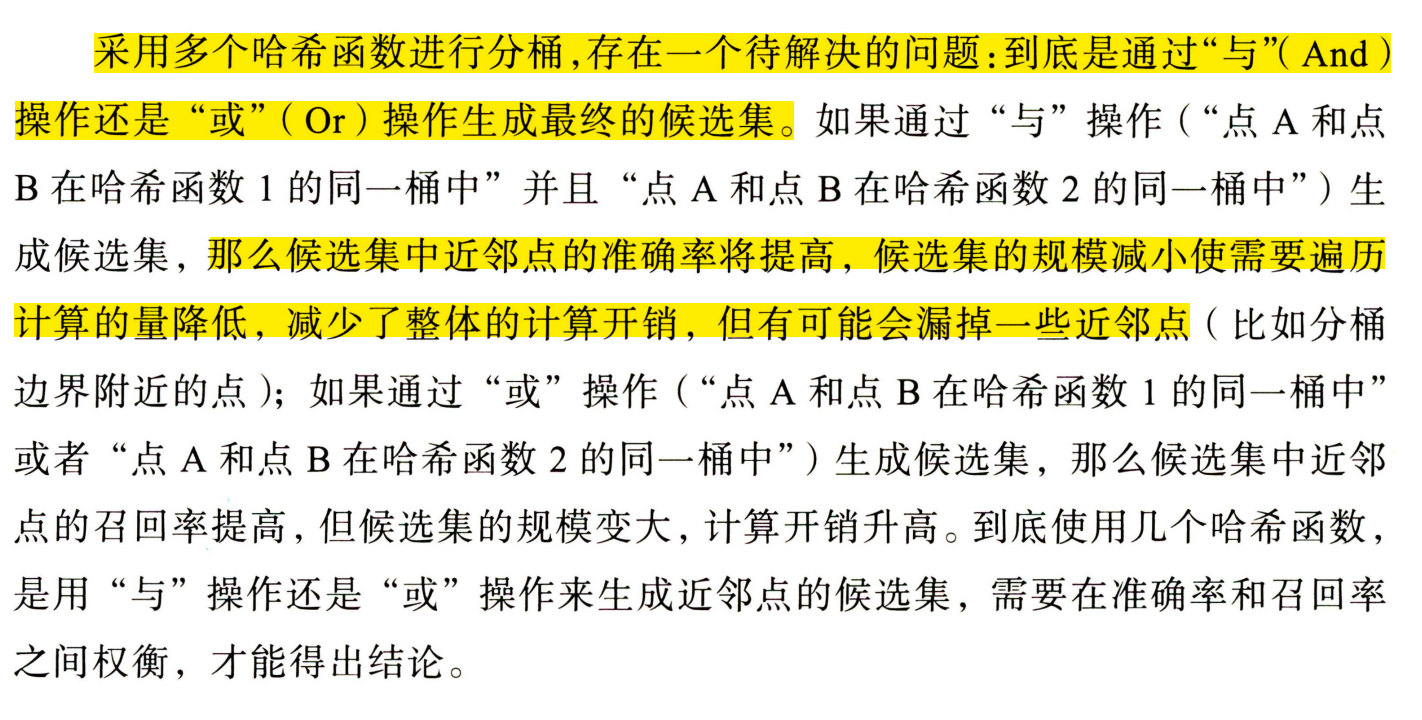 采用多个哈希函数进行分桶,存在一个待解决的问题:到底是通过“与”(And)
操作还是“或”(Or)操作生成最终的候选集。如果通过“与”操作(“点 A 和点
B 在哈希函数 1 的同一桶中”并且“点 A 和点 B 在哈希函数 2 的同一桶中”)生
成候选集,那么候选集中近邻点的准确率将提高,候选集的规模减小使需要遍历
计算的量降低,减少了整体的计算开销,但有可能会漏掉一些近邻点(比如分桶
边界附近的点);如果通过“或”操作(“点 A 和点 B 在哈希函数 1 的同一桶中”
或者“点 A 和点 B 在哈希函数 2 的同一桶中”)生成候选集,那么候选集中近邻
点的召回率提高,但候选集的规模变大,计算开销升高。到底使用几个哈希函数,
是用“与”操作还是“或”操作来生成近邻点的候选集,需要在准确率和召回率
之间权衡,才能得出结论。